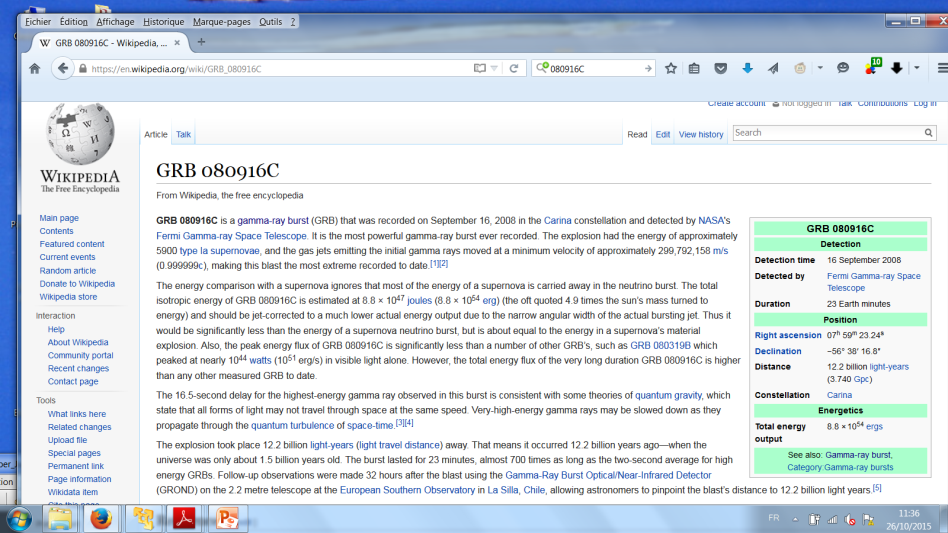 Fichier Édition Affichage Historique Marque-pages Outils ?
W GRB 080916C - Wikipedia, ... × +
https://en.wikipedia.org/wiki/GRB_080916C
080916C
10
Create account Not logged in Talk Contributions Log in
Article Talk
Read Edit View history
Search
WIKIPEDIA
The Free Encyclopedia
Main page
Contents
Featured content
Current events
Random article
Donate to Wikipedia
Wikipedia store
Interaction
Help
About Wikipedia
Community portal
Recent changes
Contact page
Tools
What links here
Related changes
Upload file
Special pages
Permanent link
Page information
Wikidata item
Cite this page
GRB 080916C
From Wikipedia, the free encyclopedia
GRB 080916C is a gamma-ray burst (GRB) that was recorded on September 16, 2008 in the Carina constellation and detected by NASA's
Fermi Gamma-ray Space Telescope. It is the most powerful gamma-ray burst ever recorded. The explosion had the energy of approximately
5900 type Ia supernovae, and the gas jets emitting the initial gamma rays moved at a minimum velocity of approximately 299,792,158 m/s
(0.999999c), making this blast the most extreme recorded to date.[1][2]
The energy comparison with a supernova ignores that most of the energy of a supernova is carried away in the neutrino burst. The total
isotropic energy of GRB 080916C is estimated at 8.8 × 10⁴⁷ joules (8.8 × 10⁵⁴ erg) (the oft quoted 4.9 times the sun's mass turned to
energy) and should be jet-corrected to a much lower actual energy output due to the narrow angular width of the actual bursting jet. Thus it
would be significantly less than the energy of a supernova neutrino burst, but is about equal to the energy in a supernova's material
explosion. Also, the peak energy flux of GRB 080916C is significantly less than a number of other GRB's, such as GRB 080319B which
peaked at nearly 10⁴⁴ watts (10⁵¹ erg/s) in visible light alone. However, the total energy flux of the very long duration GRB 080916C is higher
than any other measured GRB to date.
The 16.5-second delay for the highest-energy gamma ray observed in this burst is consistent with some theories of quantum gravity, which
state that all forms of light may not travel through space at the same speed. Very-high-energy gamma rays may be slowed down as they
propagate through the quantum turbulence of space-time.[3][4]
The explosion took place 12.2 billion light-years (light travel distance) away. That means it occurred 12.2 billion years ago—when the
universe was only about 1.5 billion years old. The burst lasted for 23 minutes, almost 700 times as long as the two-second average for high
energy GRBs. Follow-up observations were made 32 hours after the blast using the Gamma-Ray Burst Optical/Near-Infrared Detector
(GROND) on the 2.2 metre telescope at the European Southern Observatory in La Silla, Chile, allowing astronomers to pinpoint the blast's distance to 12.2 billion light years.[5]
GRB 080916C
Detection
Detection time 16 September 2008
Detected by Fermi Gamma-ray Space
Telescope
Duration 23 Earth minutes
Position
Right ascension 07ʰ 59ᵐ 23.24ˢ
Declination −56° 38′ 16.8″
Distance 12.2 billion light-years
(3.740 Gpc)
Constellation Carina
Energetics
Total energy 8.8 × 10⁵⁴ ergs
output
See also: Gamma-ray burst,
Category:Gamma-ray bursts
FR
11:36
26/10/2015